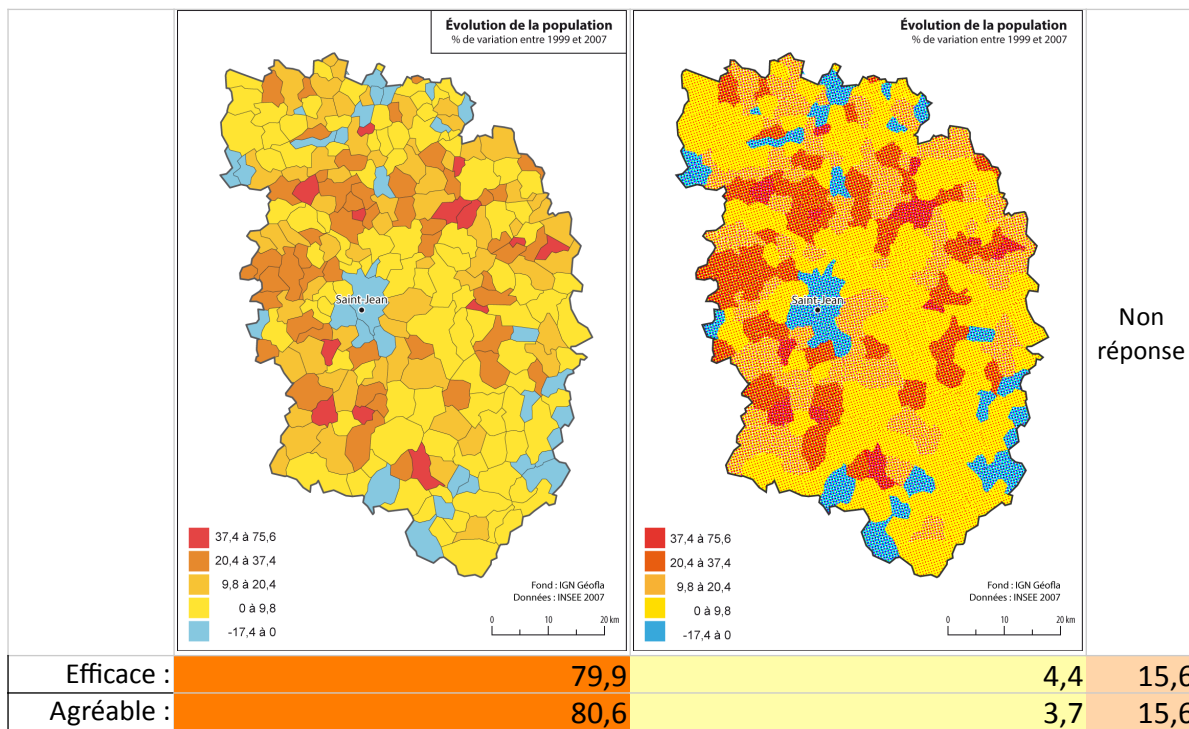 Évolution de la population
% de variation entre 1999 et 2007
Saint-Jean
37,4 à 75,6
20,4 à 37,4
9,8 à 20,4
0 à 9,8
-17,4 à 0
Fond : IGN Géofla
Données : INSEE 2007
0 10 20 km
Évolution de la population
% de variation entre 1999 et 2007
Saint-Jean
37,4 à 75,6
20,4 à 37,4
9,8 à 20,4
0 à 9,8
-17,4 à 0
Fond : IGN Géofla
Données : INSEE 2007
0 10 20 km
Non
réponse
Efficace : 79,9 4,4 15,6
Agréable : 80,6 3,7 15,6